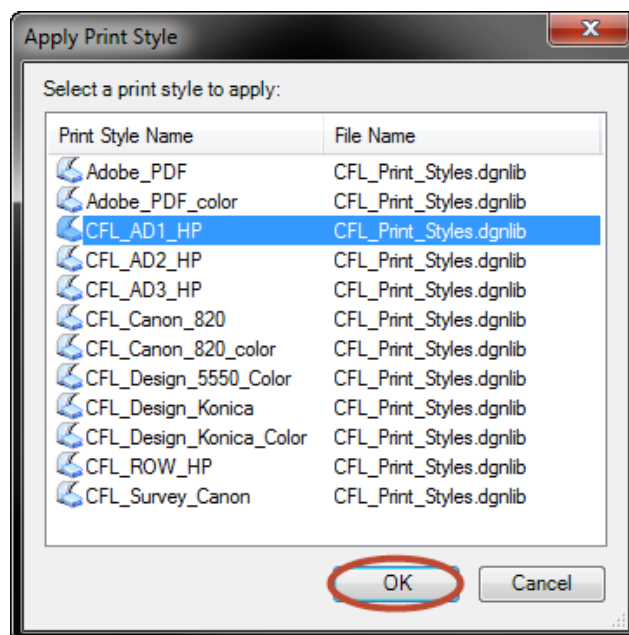 Apply Print Style
Select a print style to apply:
Print Style Name File Name
Adobe_PDF CFL_Print_Styles.dgnlib
Adobe_PDF_color CFL_Print_Styles.dgnlib
CFL_AD1_HP CFL_Print_Styles.dgnlib
CFL_AD2_HP CFL_Print_Styles.dgnlib
CFL_AD3_HP CFL_Print_Styles.dgnlib
CFL_Canon_820 CFL_Print_Styles.dgnlib
CFL_Canon_820_color CFL_Print_Styles.dgnlib
CFL_Design_5550_Color CFL_Print_Styles.dgnlib
CFL_Design_Konica CFL_Print_Styles.dgnlib
CFL_Design_Konica_Color CFL_Print_Styles.dgnlib
CFL_ROW_HP CFL_Print_Styles.dgnlib
CFL_Survey_Canon CFL_Print_Styles.dgnlib
OK Cancel